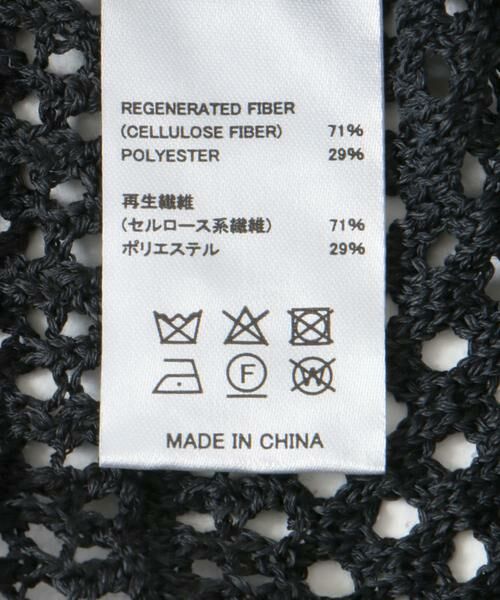 REGENERATED FIBER
(CELLULOSE FIBER) 71%
POLYESTER 29%
再生繊維
(セルロース系繊維) 71%
ポリエステル 29%
F W
MADE IN CHINA